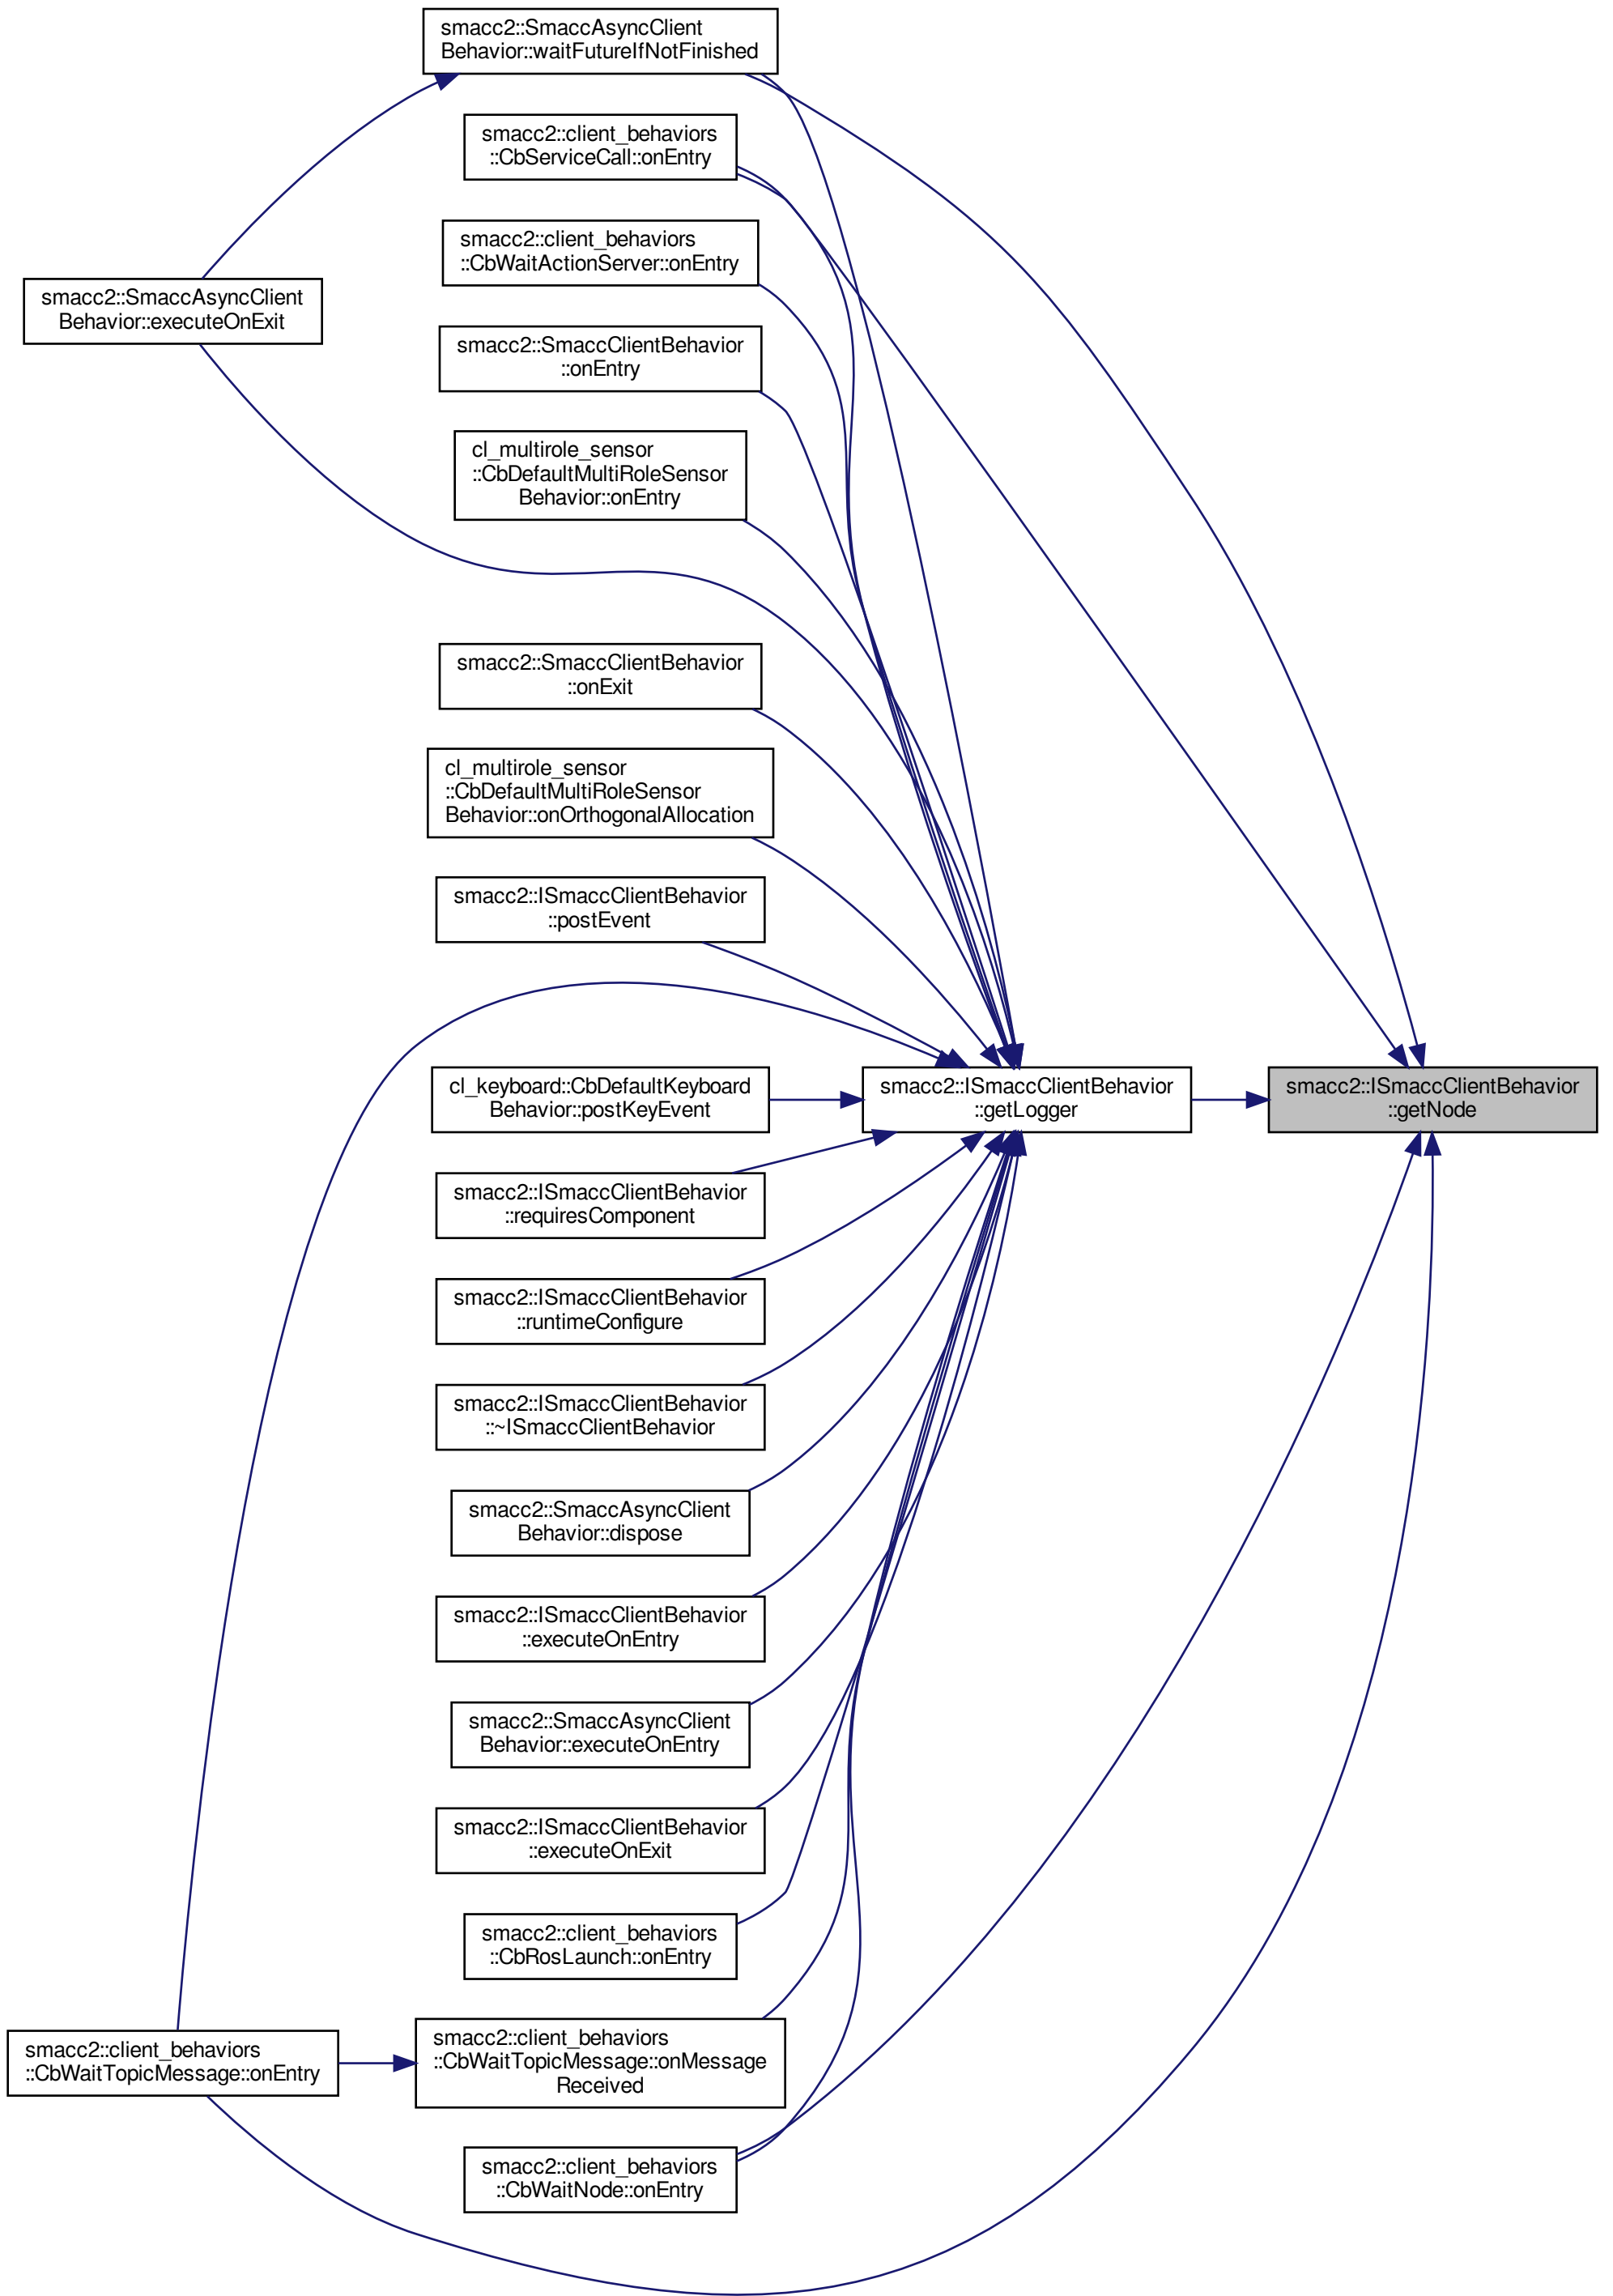 smacc2::SmaccAsyncClient
Behavior::waitFutureIfNotFinished
smacc2::client_behaviors
::CbServiceCall::onEntry
smacc2::client_behaviors
::CbWaitActionServer::onEntry
smacc2::SmaccAsyncClient
Behavior::executeOnExit
smacc2::SmaccClientBehavior
::onEntry
cl_multirole_sensor
::CbDefaultMultiRoleSensor
Behavior::onEntry
smacc2::SmaccClientBehavior
::onExit
cl_multirole_sensor
::CbDefaultMultiRoleSensor
Behavior::onOrthogonalAllocation
smacc2::ISmaccClientBehavior
::postEvent
cl_keyboard::CbDefaultKeyboard
Behavior::postKeyEvent
smacc2::ISmaccClientBehavior
::getLogger
smacc2::ISmaccClientBehavior
::getNode
smacc2::ISmaccClientBehavior
::requiresComponent
smacc2::ISmaccClientBehavior
::runtimeConfigure
smacc2::ISmaccClientBehavior
::~ISmaccClientBehavior
smacc2::SmaccAsyncClient
Behavior::dispose
smacc2::ISmaccClientBehavior
::executeOnEntry
smacc2::SmaccAsyncClient
Behavior::executeOnEntry
smacc2::ISmaccClientBehavior
::executeOnExit
smacc2::client_behaviors
::CbRosLaunch::onEntry
smacc2::client_behaviors
::CbWaitTopicMessage::onEntry
smacc2::client_behaviors
::CbWaitTopicMessage::onMessage
Received
smacc2::client_behaviors
::CbWaitNode::onEntry